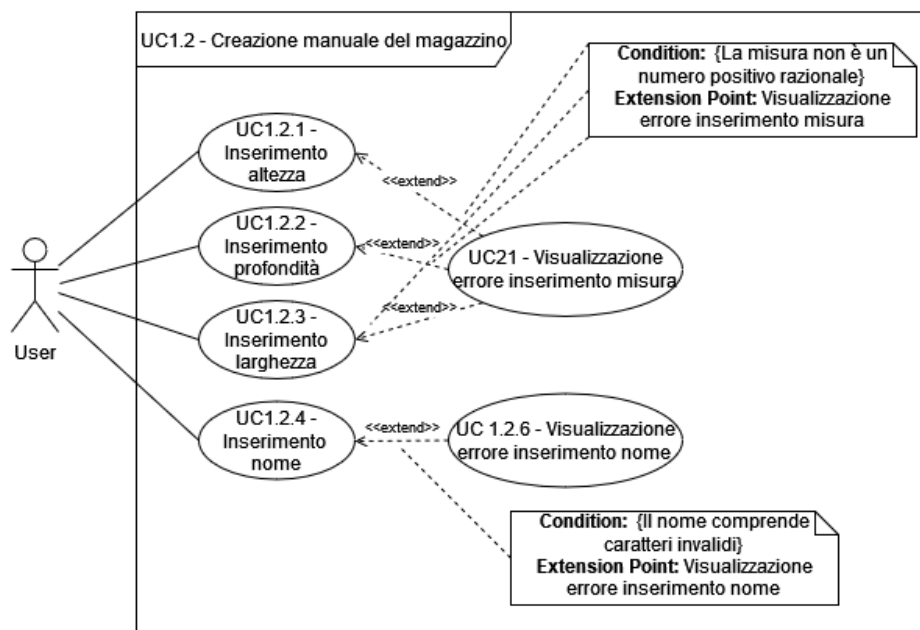 UC1.2 - Creazione manuale del magazzino
Condition: {La misura non è un
numero positivo razionale}
Extension Point: Visualizzazione
errore inserimento misura
UC1.2.1 -
Inserimento
altezza
<<extend>>
UC1.2.2 -
Inserimento
profondità
<<extend>>
UC21 - Visualizzazione
errore inserimento misura
User
UC1.2.3 -
Inserimento
larghezza
<<extend>>
UC1.2.4 -
Inserimento
nome
<<extend>>
UC 1.2.6 - Visualizzazione
errore inserimento nome
Condition: {Il nome comprende
caratteri invalidi}
Extension Point: Visualizzazione
errore inserimento nome